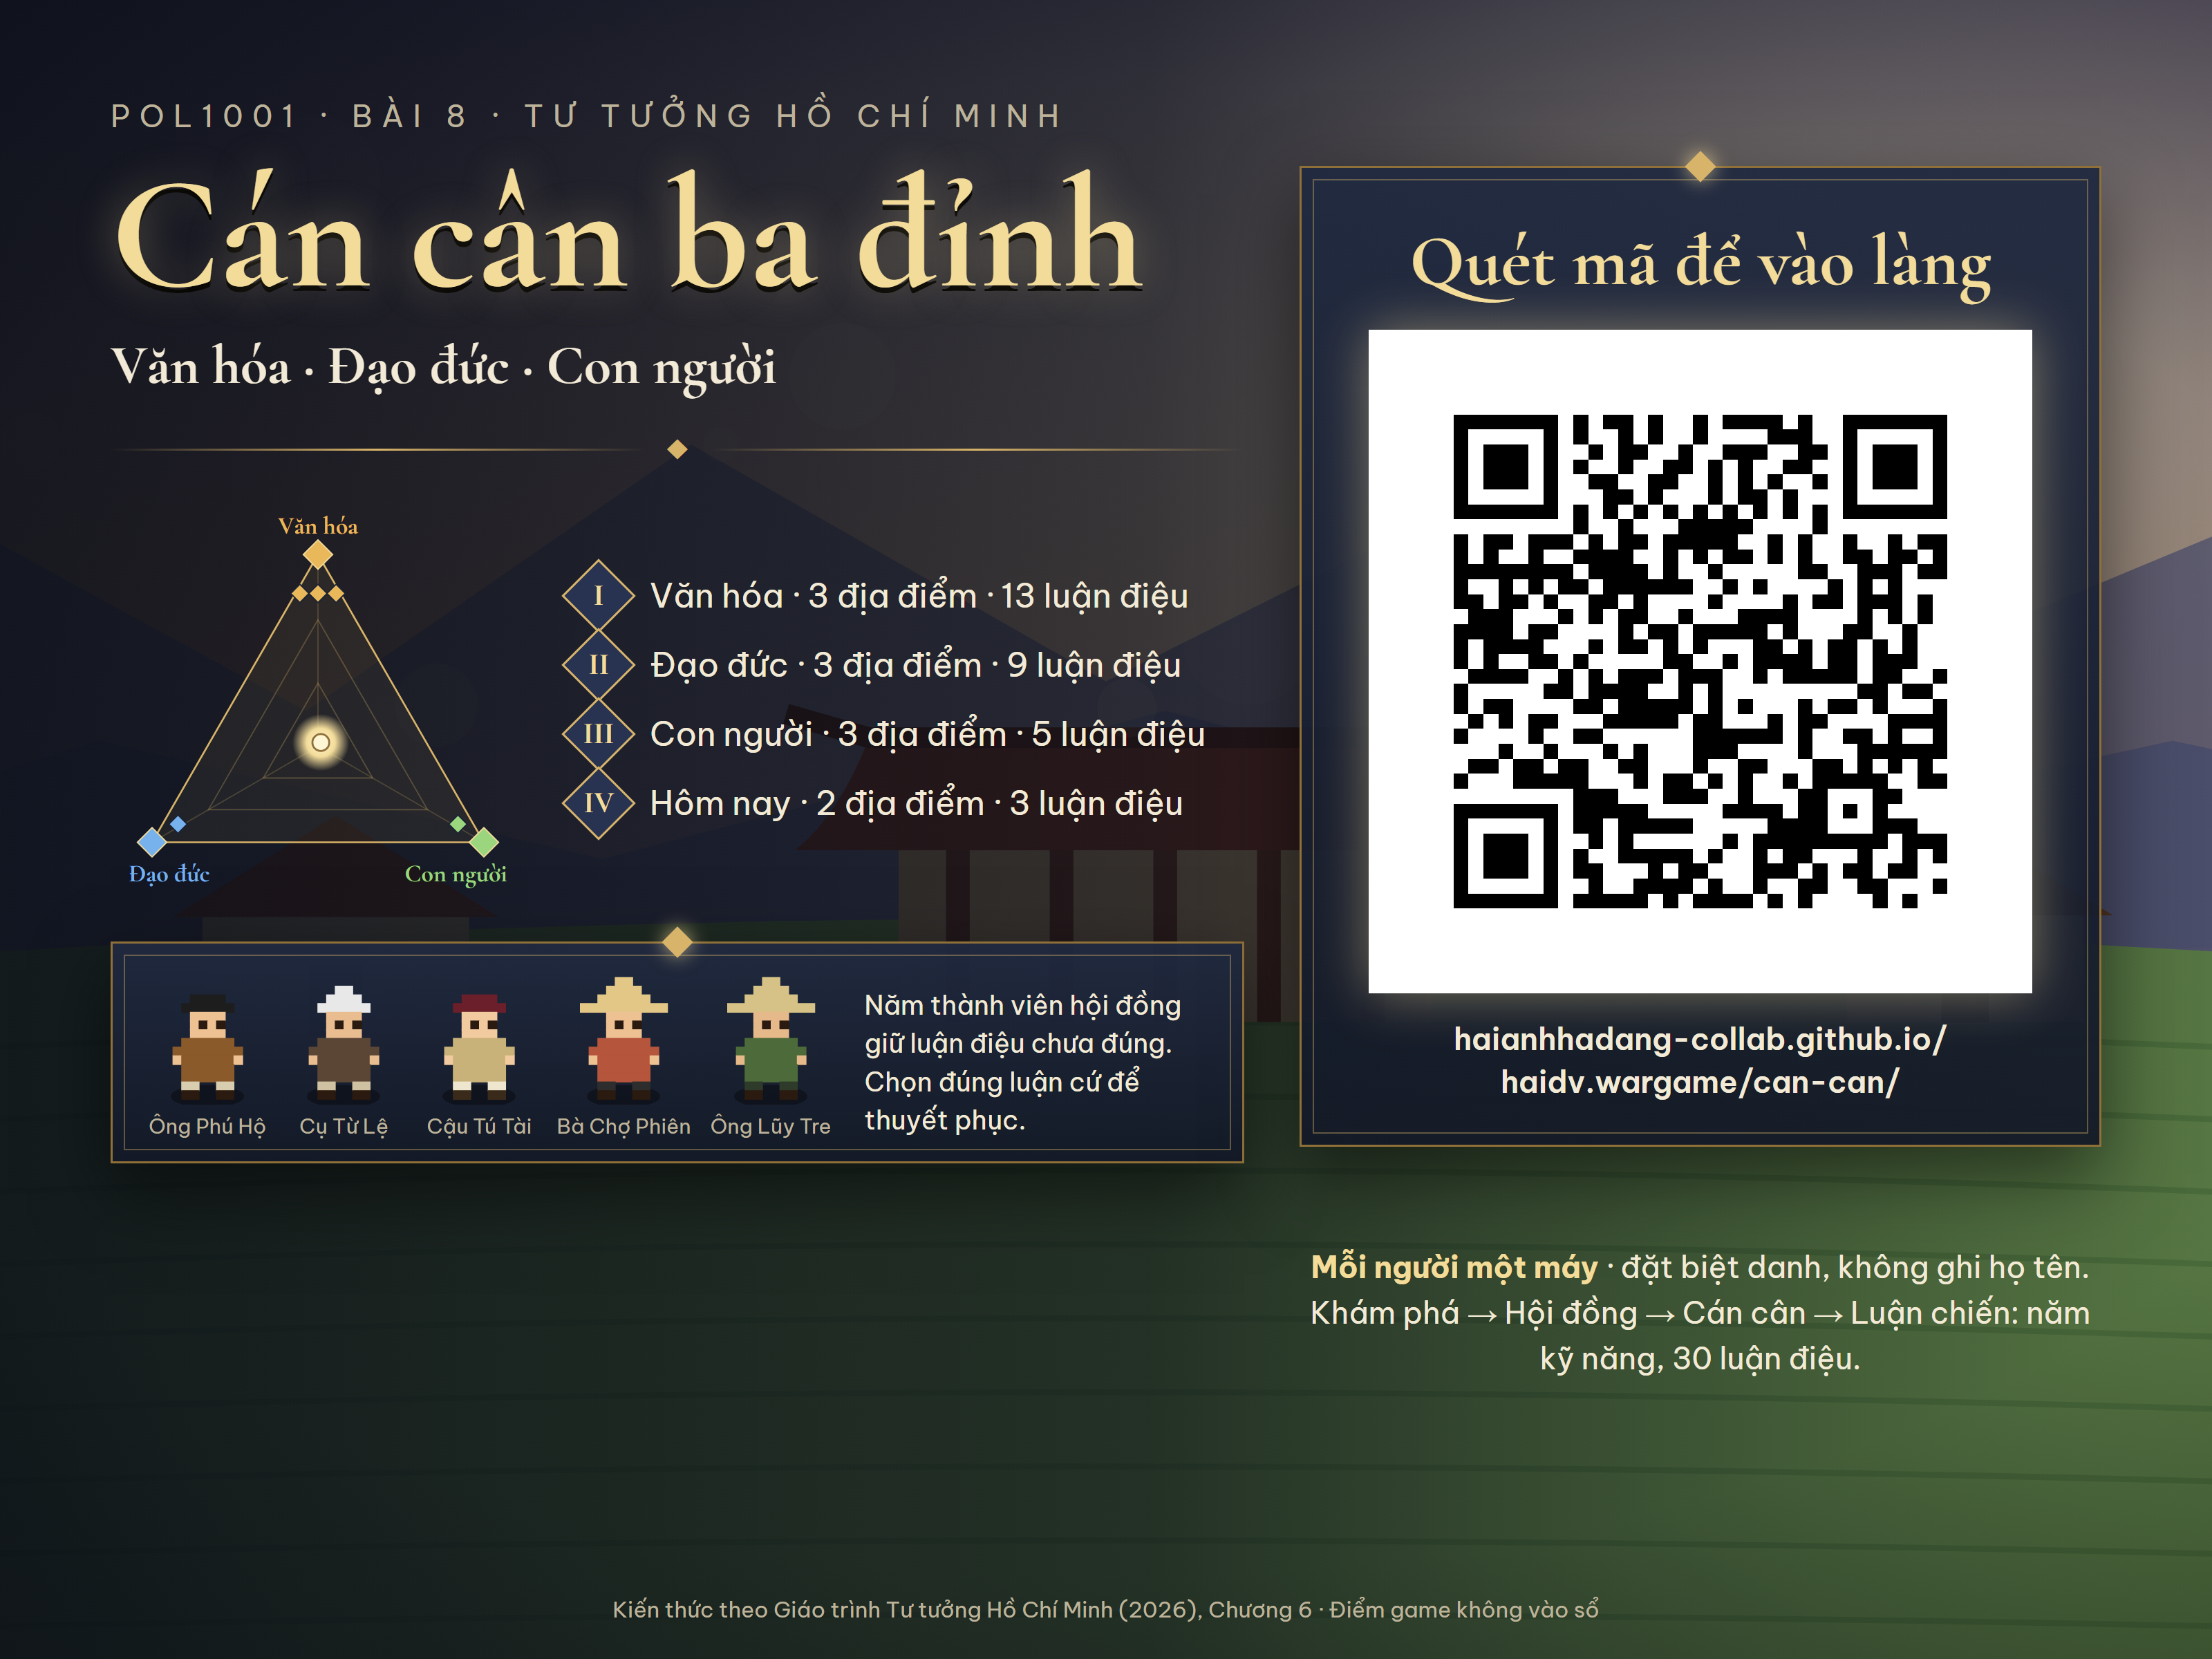 POL1001 · BÀI 8 · TƯ TƯỞNG HỒ CHÍ MINH
Cán cân ba đỉnh
Văn hóa · Đạo đức · Con người
Văn hóa
Đạo đức
Con người
I Văn hóa · 3 địa điểm · 13 luận điệu
II Đạo đức · 3 địa điểm · 9 luận điệu
III Con người · 3 địa điểm · 5 luận điệu
IV Hôm nay · 2 địa điểm · 3 luận điệu
Ông Phú Hộ
Cụ Từ Lệ
Cậu Tú Tài
Bà Chợ Phiên
Ông Lũy Tre
Năm thành viên hội đồng
giữ luận điệu chưa đúng.
Chọn đúng luận cứ để
thuyết phục.
Quét mã để vào làng
haianhhadang-collab.github.io/
haidv.wargame/can-can/
Mỗi người một máy · đặt biệt danh, không ghi họ tên.
Khám phá → Hội đồng → Cán cân → Luận chiến: năm
kỹ năng, 30 luận điệu.
Kiến thức theo Giáo trình Tư tưởng Hồ Chí Minh (2026), Chương 6 · Điểm game không vào sổ